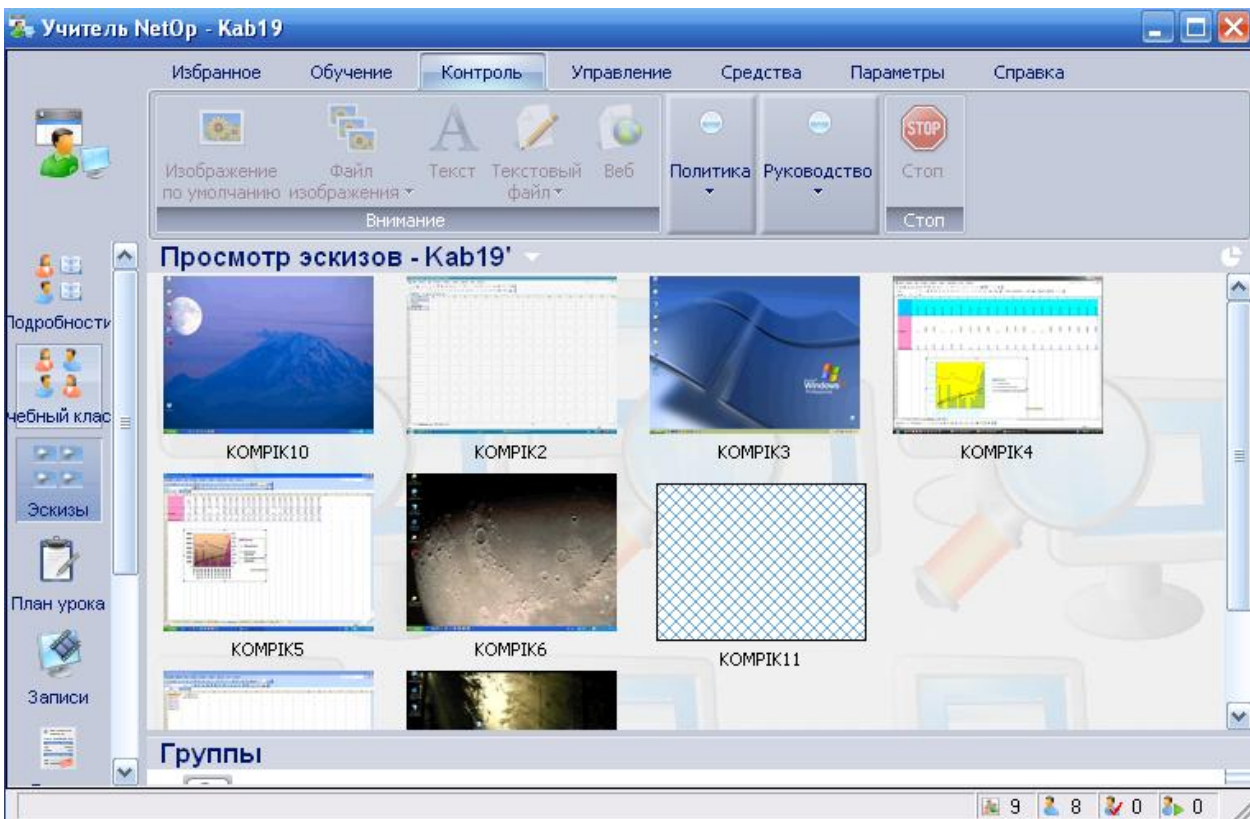 Учитель NetOp - Kab19
Избранное Обучение Контроль Управление Средства Параметры Справка
Изображение по умолчанию
Файл изображения
Текст
Текстовый файл
Веб
Внимание
Политика
Руководство
STOP
Стоп
Стоп
Просмотр эскизов - Kab19'
Подробности
чебный клас
Эскизы
План урока
Записи
KOMPIK10 KOMPIK2 KOMPIK3 KOMPIK4
Windows
KOMPIK5 KOMPIK6 KOMPIK11
Группы
9 8 0 0